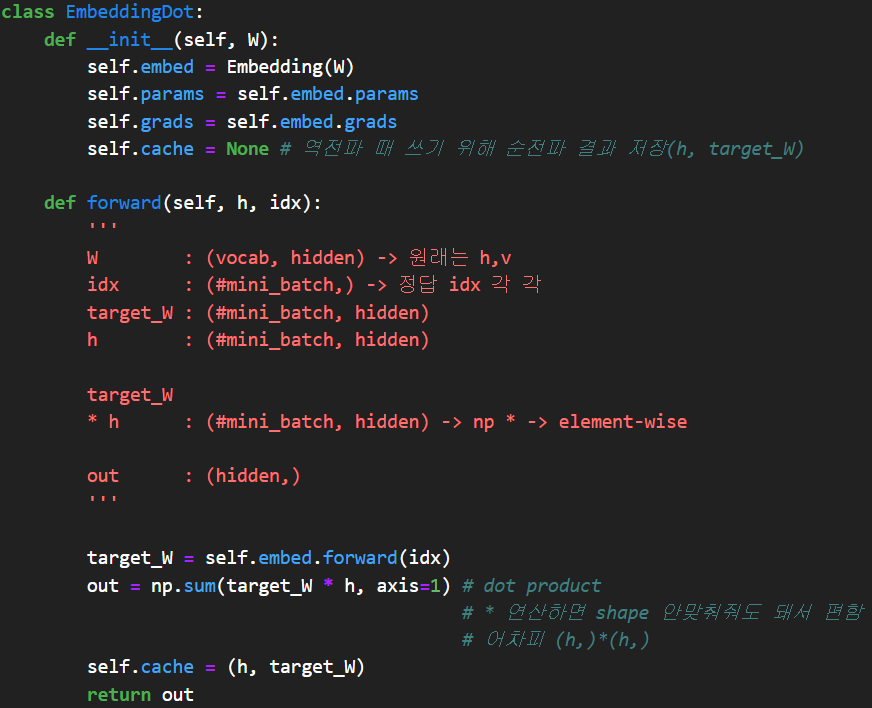 class EmbeddingDot:
    def __init__(self, W):
        self.embed = Embedding(W)
        self.params = self.embed.params
        self.grads = self.embed.grads
        self.cache = None # 역전파 때 쓰기 위해 순전파 결과 저장(h, target_W)
    def forward(self, h, idx):
        '''
        W        : (vocab, hidden) -> 원래는 h,v
        idx      : (#mini_batch,) -> 정답 idx 각 각
        target_W : (#mini_batch, hidden)
        h        : (#mini_batch, hidden)
        target_W
        * h      : (#mini_batch, hidden) -> np * -> element-wise
        out      : (hidden,)
        '''
        target_W = self.embed.forward(idx)
        out = np.sum(target_W * h, axis=1) # dot product
                                           # * 연산하면 shape 안맞춰줘도 돼서 편함
                                           # 어차피 (h,)*(h,)
        self.cache = (h, target_W)
        return out